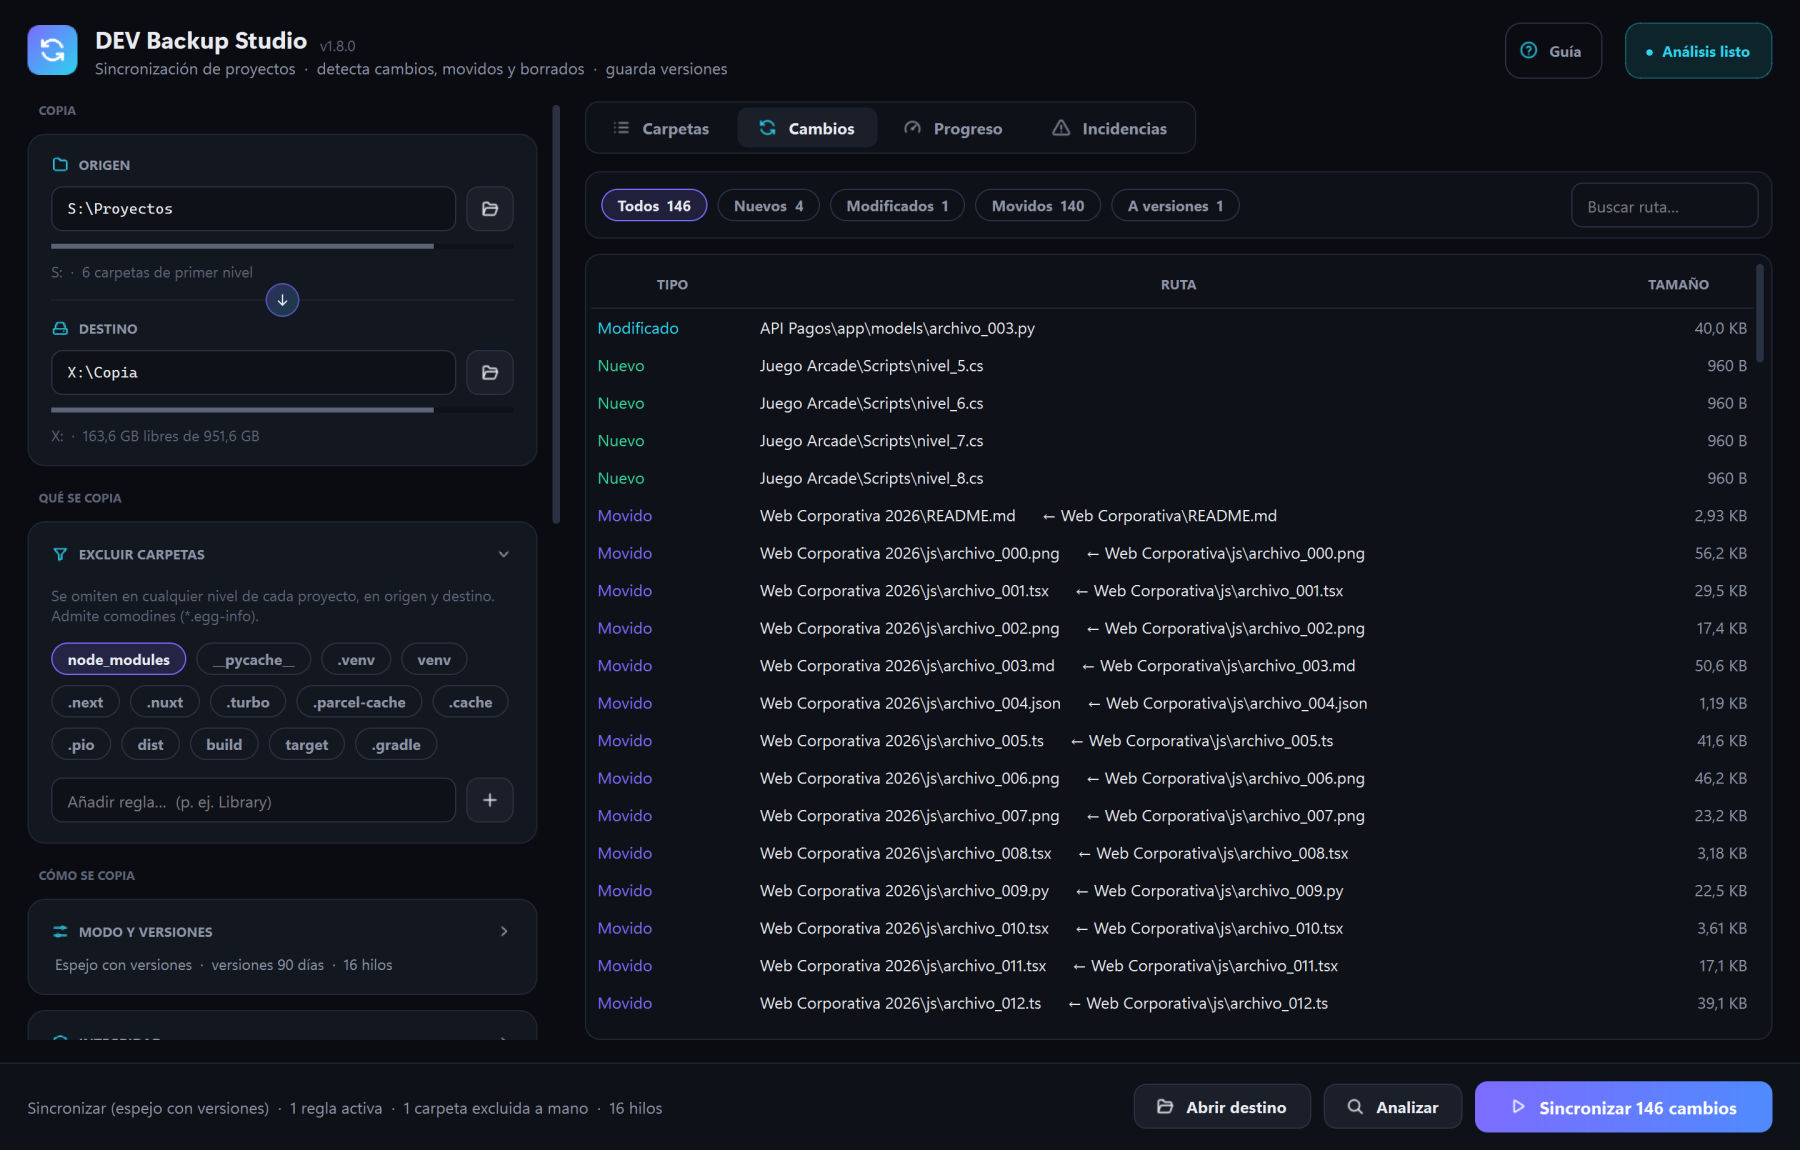 DEV Backup Studio v1.8.0
Sincronización de proyectos · detecta cambios, movidos y borrados · guarda versiones
Guía
• Análisis listo
COPIA
ORIGEN
S:\Proyectos
S: · 6 carpetas de primer nivel
DESTINO
X:\Copia
X: · 163,6 GB libres de 951,6 GB
QUÉ SE COPIA
EXCLUIR CARPETAS
Se omiten en cualquier nivel de cada proyecto, en origen y destino.
Admite comodines (*.egg-info).
node_modules __pycache__ .venv venv
.next .nuxt .turbo .parcel-cache .cache
.pio dist build target .gradle
Añadir regla... (p. ej. Library)
CÓMO SE COPIA
MODO Y VERSIONES
Espejo con versiones · versiones 90 días · 16 hilos
Carpetas Cambios Progreso Incidencias
Todos 146 Nuevos 4 Modificados 1 Movidos 140 A versiones 1
Buscar ruta...
TIPO RUTA TAMAÑO
Modificado API Pagos\app\models\archivo_003.py 40,0 KB
Nuevo Juego Arcade\Scripts\nivel_5.cs 960 B
Nuevo Juego Arcade\Scripts\nivel_6.cs 960 B
Nuevo Juego Arcade\Scripts\nivel_7.cs 960 B
Nuevo Juego Arcade\Scripts\nivel_8.cs 960 B
Movido Web Corporativa 2026\README.md ← Web Corporativa\README.md 2,93 KB
Movido Web Corporativa 2026\js\archivo_000.png ← Web Corporativa\js\archivo_000.png 56,2 KB
Movido Web Corporativa 2026\js\archivo_001.tsx ← Web Corporativa\js\archivo_001.tsx 29,5 KB
Movido Web Corporativa 2026\js\archivo_002.png ← Web Corporativa\js\archivo_002.png 17,4 KB
Movido Web Corporativa 2026\js\archivo_003.md ← Web Corporativa\js\archivo_003.md 50,6 KB
Movido Web Corporativa 2026\js\archivo_004.json ← Web Corporativa\js\archivo_004.json 1,19 KB
Movido Web Corporativa 2026\js\archivo_005.ts ← Web Corporativa\js\archivo_005.ts 41,6 KB
Movido Web Corporativa 2026\js\archivo_006.png ← Web Corporativa\js\archivo_006.png 46,2 KB
Movido Web Corporativa 2026\js\archivo_007.png ← Web Corporativa\js\archivo_007.png 23,2 KB
Movido Web Corporativa 2026\js\archivo_008.tsx ← Web Corporativa\js\archivo_008.tsx 3,18 KB
Movido Web Corporativa 2026\js\archivo_009.py ← Web Corporativa\js\archivo_009.py 22,5 KB
Movido Web Corporativa 2026\js\archivo_010.tsx ← Web Corporativa\js\archivo_010.tsx 3,61 KB
Movido Web Corporativa 2026\js\archivo_011.tsx ← Web Corporativa\js\archivo_011.tsx 17,1 KB
Movido Web Corporativa 2026\js\archivo_012.ts ← Web Corporativa\js\archivo_012.ts 39,1 KB
Sincronizar (espejo con versiones) · 1 regla activa · 1 carpeta excluida a mano · 16 hilos
Abrir destino
Analizar
Sincronizar 146 cambios